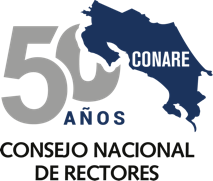 50 CONARE
AÑOS
CONSEJO NACIONAL
DE RECTORES